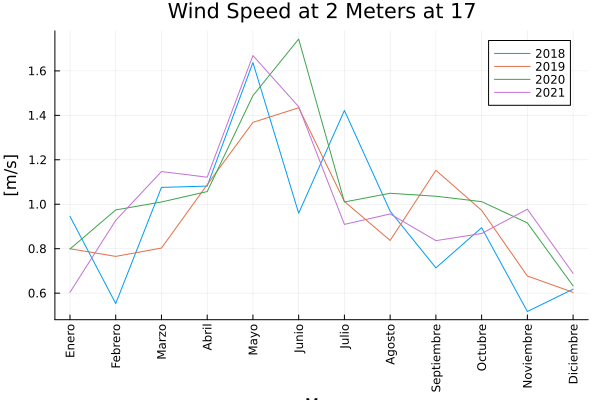 Wind Speed at 2 Meters at 17
[m/s]
1.6
1.4
1.2
1.0
0.8
0.6
2018
2019
2020
2021
Enero
Febrero
Marzo
Abril
Mayo
Junio
Julio
Agosto
Septiembre
Octubre
Noviembre
Diciembre